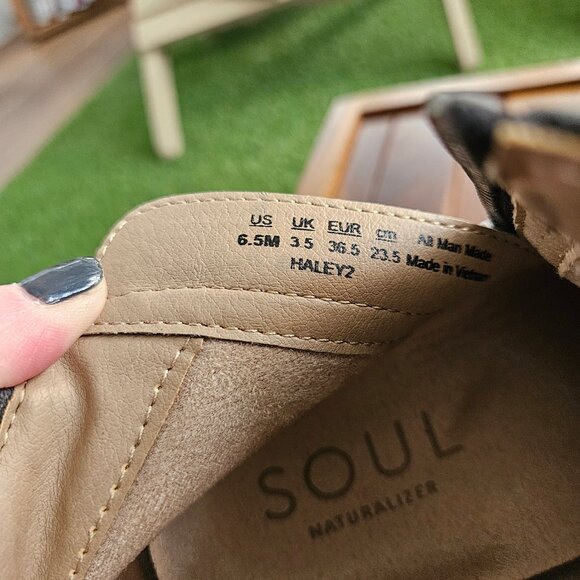 US UK EUR cm All Man Made
6.5M 3.5 36.5 23.5 Made in Vietnam
HALEY2
SOUL
NATURALIZER